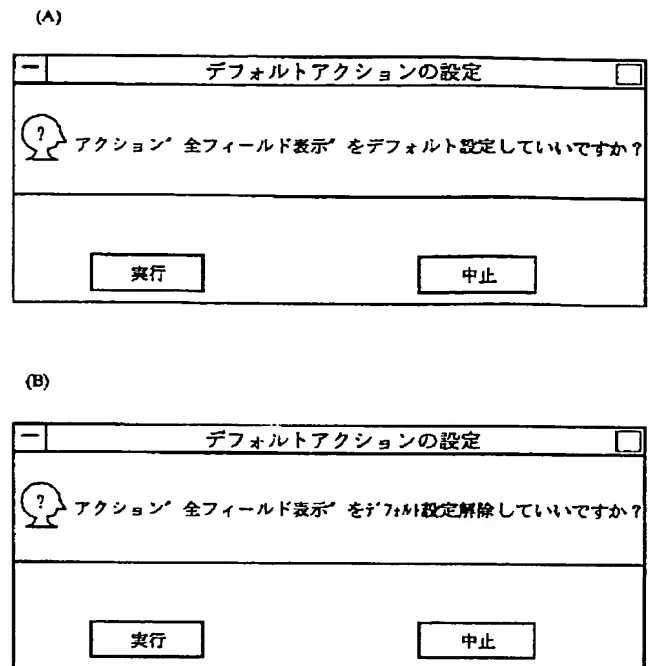 (A)
デフォルトアクションの設定
アクション" 全フィールド表示" をデフォルト設定していいですか？
実行 中止
(B)
デフォルトアクションの設定
アクション" 全フィールド表示" をﾃﾞﾌｫﾙﾄ設定解除していいですか？
実行 中止